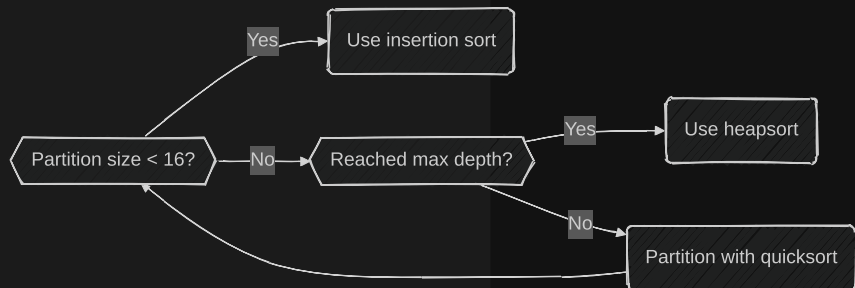 Yes
Use insertion sort
Partition size < 16?
No
Reached max depth?
Yes
Use heapsort
No
Partition with quicksort